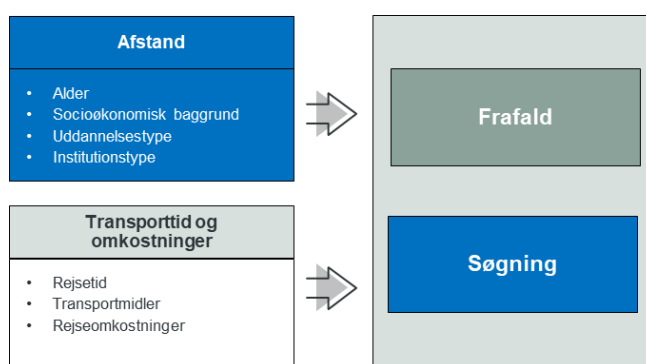 Afstand
• Alder
• Socioøkonomisk baggrund
• Uddannelsestype
• Institutionstype
Transporttid og
omkostninger
• Rejsetid
• Transportmidler
• Rejseomkostninger
Frafald
Søgning